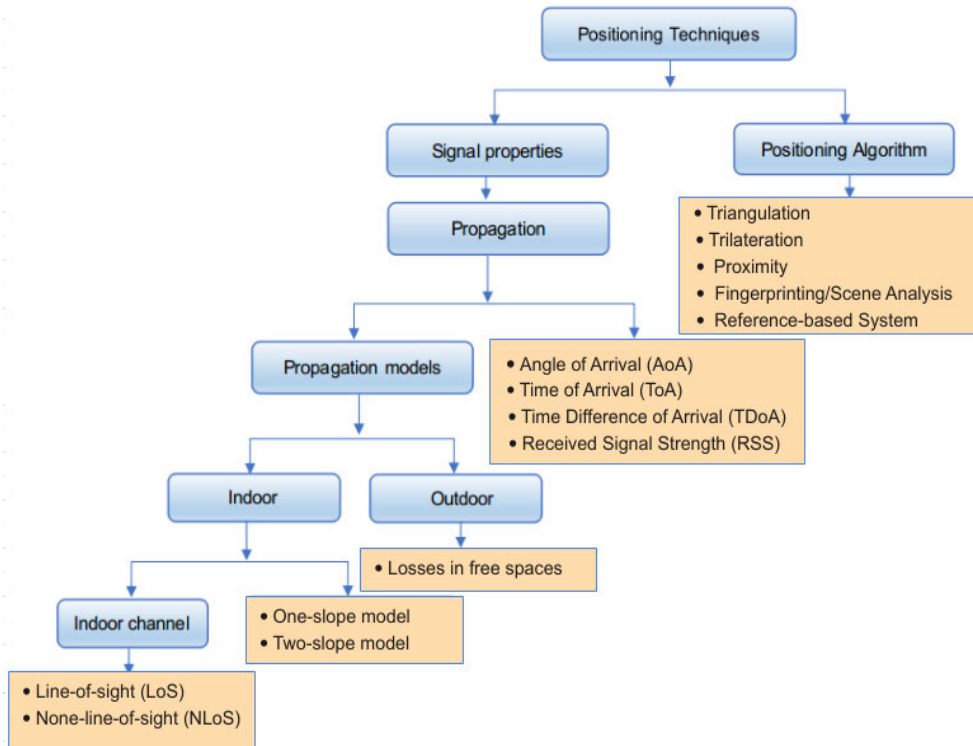 Positioning Techniques
Signal properties
Positioning Algorithm
Propagation
• Triangulation
• Trilateration
• Proximity
• Fingerprinting/Scene Analysis
• Reference-based System
Propagation models
• Angle of Arrival (AoA)
• Time of Arrival (ToA)
• Time Difference of Arrival (TDoA)
• Received Signal Strength (RSS)
Indoor
Outdoor
• Losses in free spaces
Indoor channel
• One-slope model
• Two-slope model
• Line-of-sight (LoS)
• None-line-of-sight (NLoS)